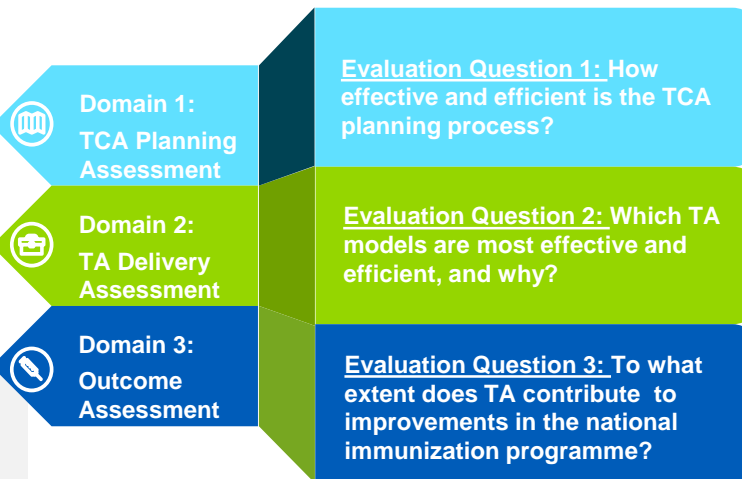 Domain 1:
TCA Planning
Assessment
Evaluation Question 1: How
effective and efficient is the TCA
planning process?
Domain 2:
TA Delivery
Assessment
Evaluation Question 2: Which TA
models are most effective and
efficient, and why?
Domain 3:
Outcome
Assessment
Evaluation Question 3: To what
extent does TA contribute  to
improvements in the national
immunization programme?